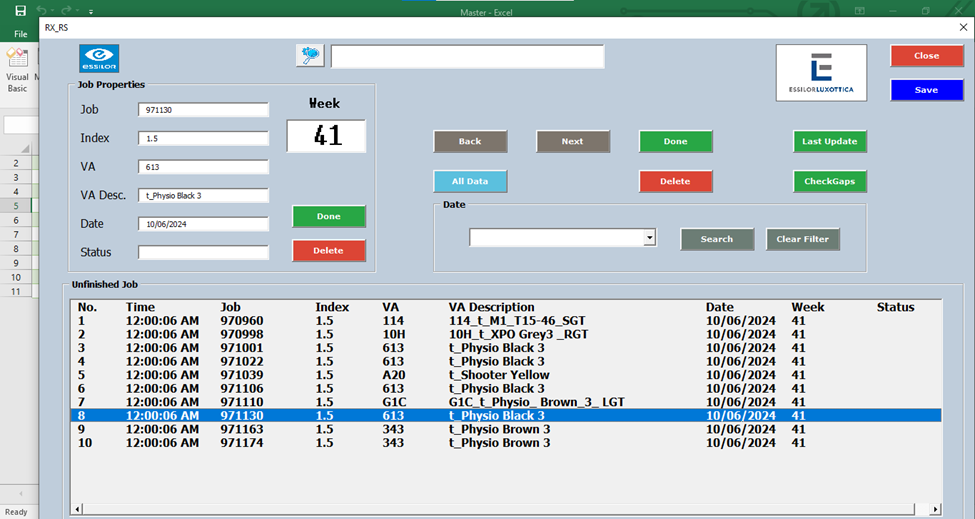 Master - Excel
File
Visual
Basic
M
2
3
4
5
6
7
8
9
10
11
Ready
RX_RS
essilor
ESSILORLUXOTTICA
Close
Save
Job Properties
Job 971130
Index 1.5
VA 613
VA Desc. t_Physio Black 3
Date 10/06/2024
Status
Week
41
Done
Delete
Back Next Done Last Update
All Data Delete CheckGaps
Date
Search Clear Filter
Unfinished Job
No. Time Job Index VA VA Description Date Week Status
1 12:00:06 AM 970960 1.5 114 114_t_M1_T15-46_SGT 10/06/2024 41
2 12:00:06 AM 970998 1.5 10H 10H_t_XPO Grey3 _RGT 10/06/2024 41
3 12:00:06 AM 971001 1.5 613 t_Physio Black 3 10/06/2024 41
4 12:00:06 AM 971022 1.5 613 t_Physio Black 3 10/06/2024 41
5 12:00:06 AM 971039 1.5 A20 t_Shooter Yellow 10/06/2024 41
6 12:00:06 AM 971106 1.5 613 t_Physio Black 3 10/06/2024 41
7 12:00:06 AM 971110 1.5 G1C G1C_t_Physio_ Brown_3_ LGT 10/06/2024 41
8 12:00:06 AM 971130 1.5 613 t_Physio Black 3 10/06/2024 41
9 12:00:06 AM 971163 1.5 343 t_Physio Brown 3 10/06/2024 41
10 12:00:06 AM 971174 1.5 343 t_Physio Brown 3 10/06/2024 41